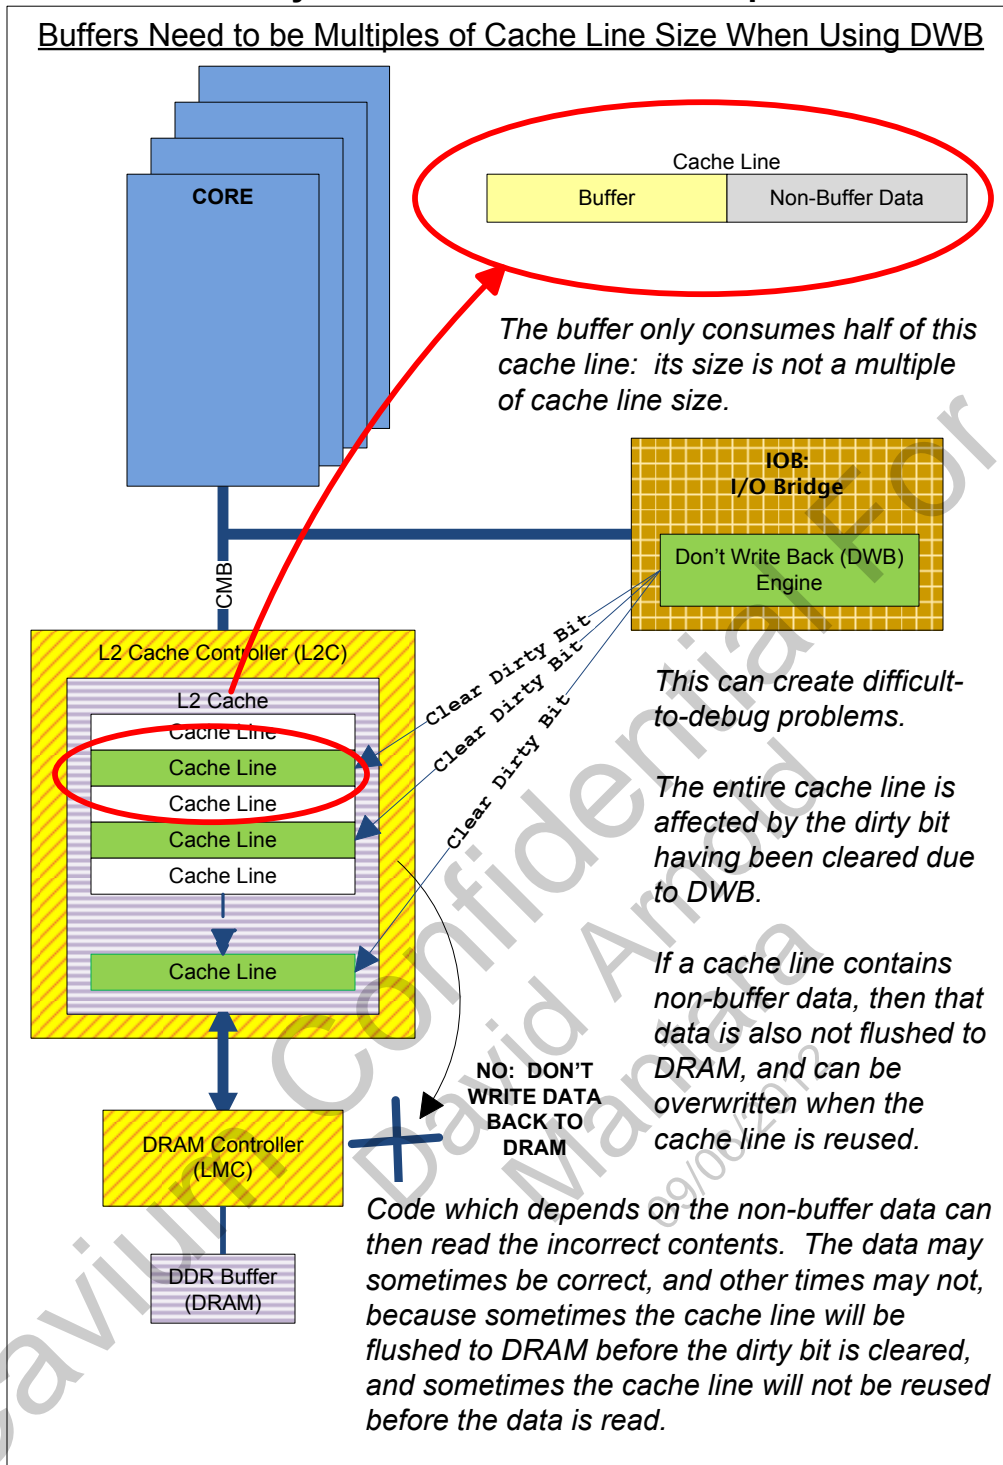 Buffers Need to be Multiples of Cache Line Size When Using DWB
CORE
Cache Line
Buffer
Non-Buffer Data
The buffer only consumes half of this
cache line: its size is not a multiple
of cache line size.
IOB:
I/O Bridge
Don't Write Back (DWB)
Engine
CMB
Clear Dirty Bit
Clear Dirty Bit
Clear Dirty Bit
L2 Cache Controller (L2C)
L2 Cache
Cache Line
Cache Line
Cache Line
Cache Line
Cache Line
Cache Line
This can create difficult-
to-debug problems.
The entire cache line is
affected by the dirty bit
having been cleared due
to DWB.
If a cache line contains
non-buffer data, then that
data is also not flushed to
DRAM, and can be
overwritten when the
cache line is reused.
NO: DON'T
WRITE DATA
BACK TO
DRAM
DRAM Controller
(LMC)
DDR Buffer
(DRAM)
Code which depends on the non-buffer data can
then read the incorrect contents. The data may
sometimes be correct, and other times may not,
because sometimes the cache line will be
flushed to DRAM before the dirty bit is cleared,
and sometimes the cache line will not be reused
before the data is read.
avium Confidential For
David Arnold
Mantara